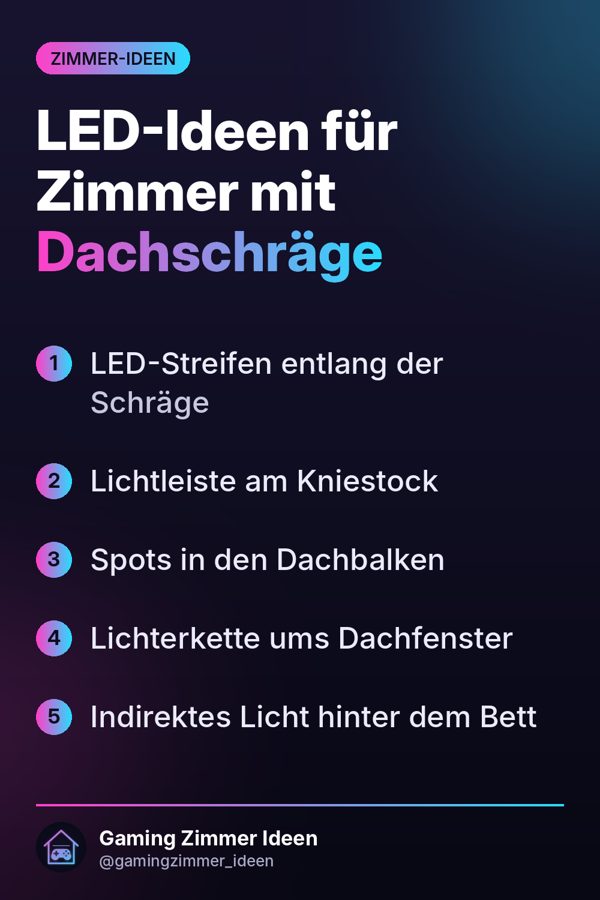 ZIMMER-IDEEN
LED-Ideen für
Zimmer mit
Dachschräge
1 LED-Streifen entlang der
Schräge
2 Lichtleiste am Kniestock
3 Spots in den Dachbalken
4 Lichterkette ums Dachfenster
5 Indirektes Licht hinter dem Bett
Gaming Zimmer Ideen
@gamingzimmer_ideen